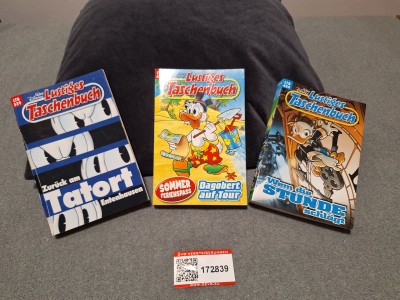 Lustiges
Taschenbuch
Zurück am
Tatort
Entenhausen
Lustiges
Taschenbuch
SOMMER
FERIENSPASS
Dagobert
auf Tour
Lustiges
Taschenbuch
Wenn die
STUNDE
schlägt
172839